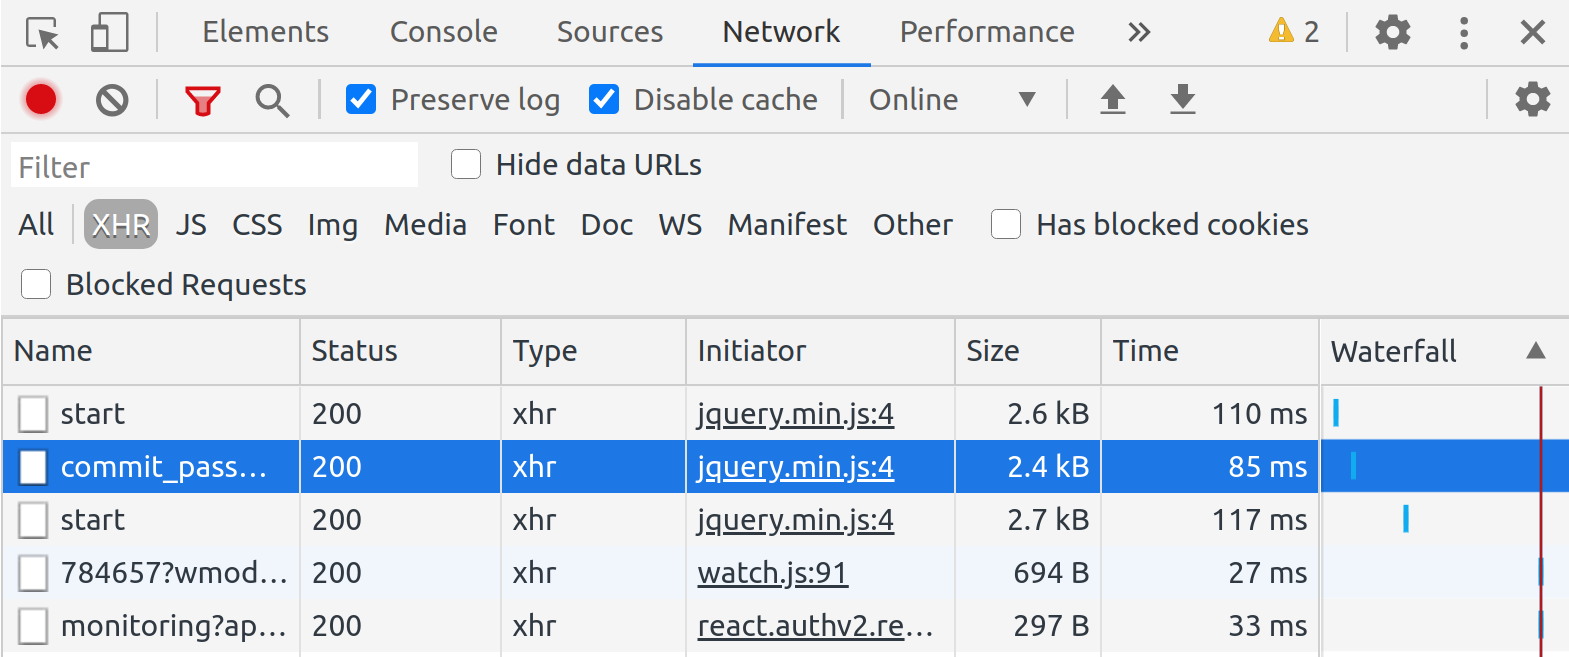 Elements Console Sources Network Performance » 2
Preserve log Disable cache Online
Filter Hide data URLs
All XHR JS CSS Img Media Font Doc WS Manifest Other Has blocked cookies
Blocked Requests
Name Status Type Initiator Size Time Waterfall
start 200 xhr jquery.min.js:4 2.6 kB 110 ms
commit_pass… 200 xhr jquery.min.js:4 2.4 kB 85 ms
start 200 xhr jquery.min.js:4 2.7 kB 117 ms
784657?wmod… 200 xhr watch.js:91 694 B 27 ms
monitoring?ap… 200 xhr react.authv2.re… 297 B 33 ms